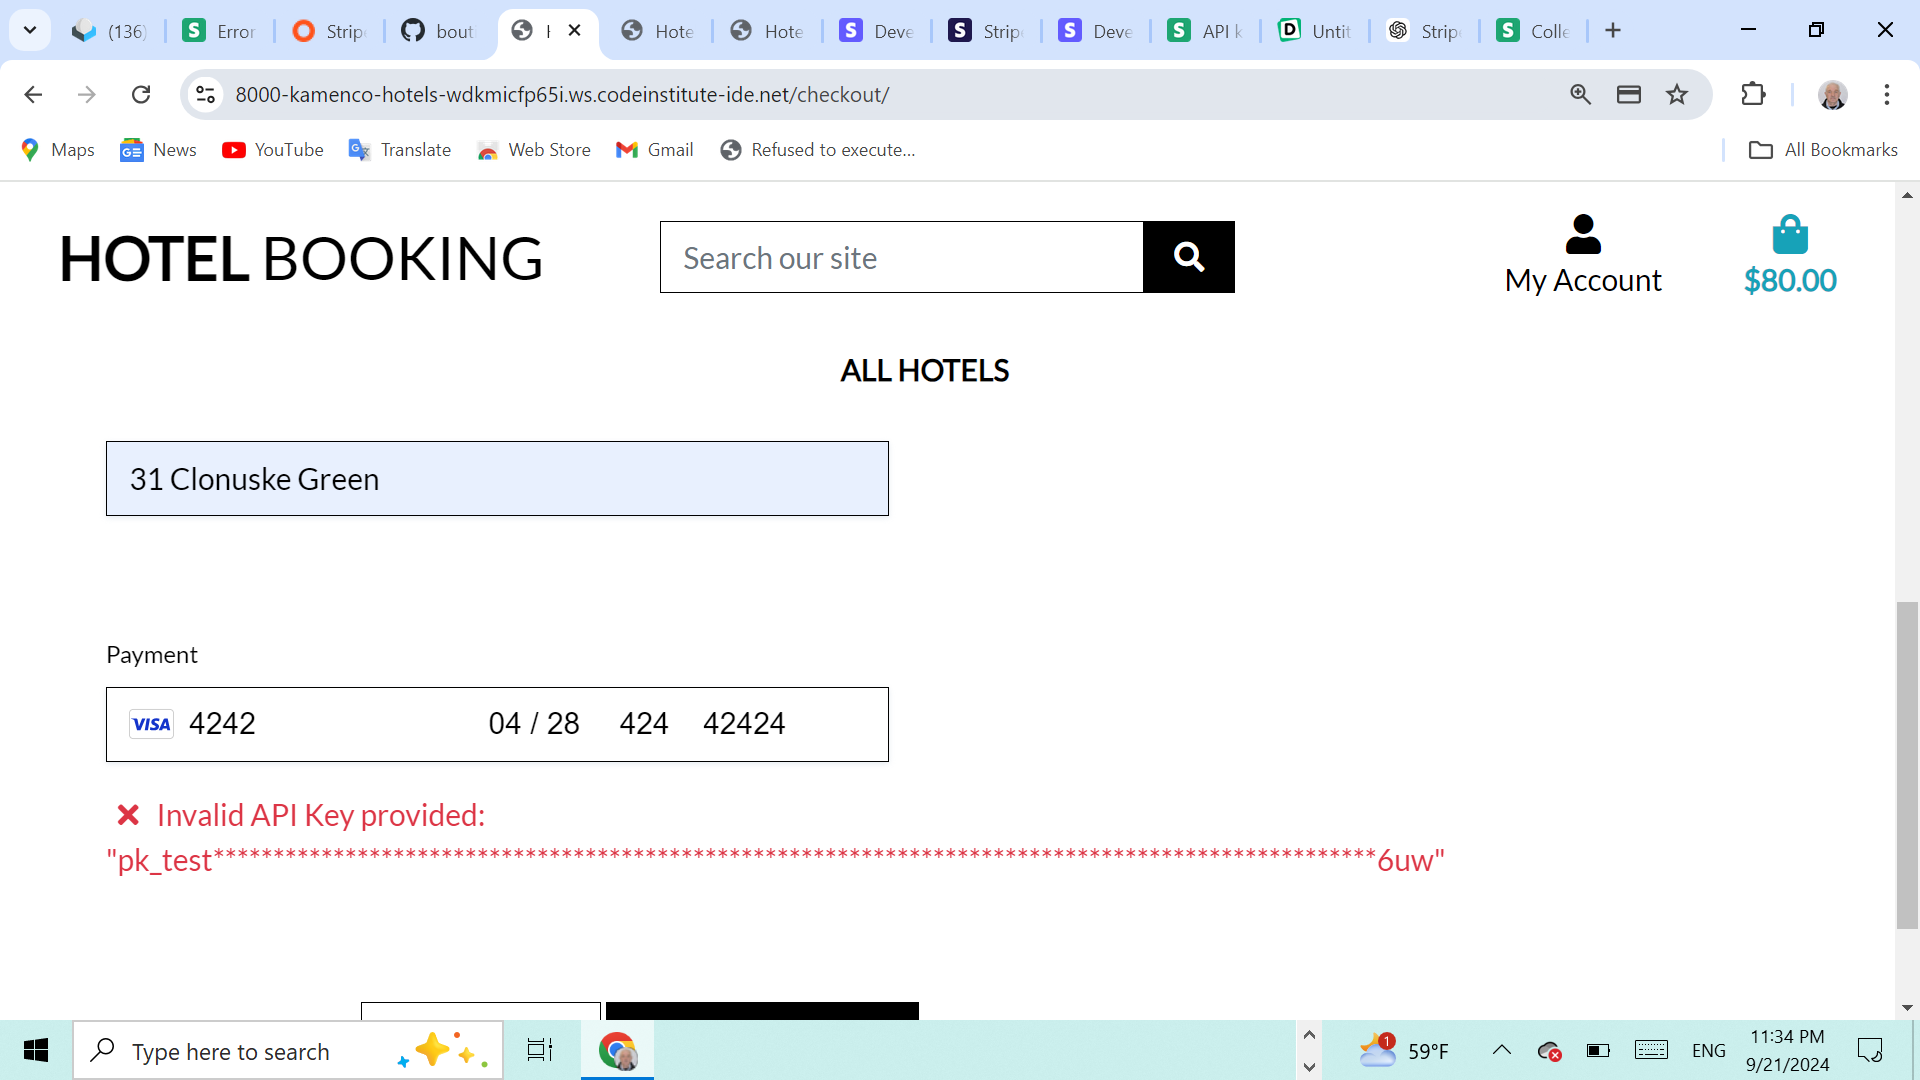 (136)
Error
Strip
bout
Hote
Hote
Deve
Strip
Deve
API k
Untit
Strip
Colle
8000-kamenco-hotels-wdkmicfp65i.ws.codeinstitute-ide.net/checkout/
Maps
News
YouTube
Translate
Web Store
Gmail
Refused to execute...
All Bookmarks
HOTEL BOOKING
Search our site
My Account
$80.00
ALL HOTELS
31 Clonuske Green
Payment
VISA 4242 04 / 28 424 42424
Invalid API Key provided:
"pk_test***************************************************************************************************6uw"
Type here to search
1
59°F
ENG
11:34 PM
9/21/2024